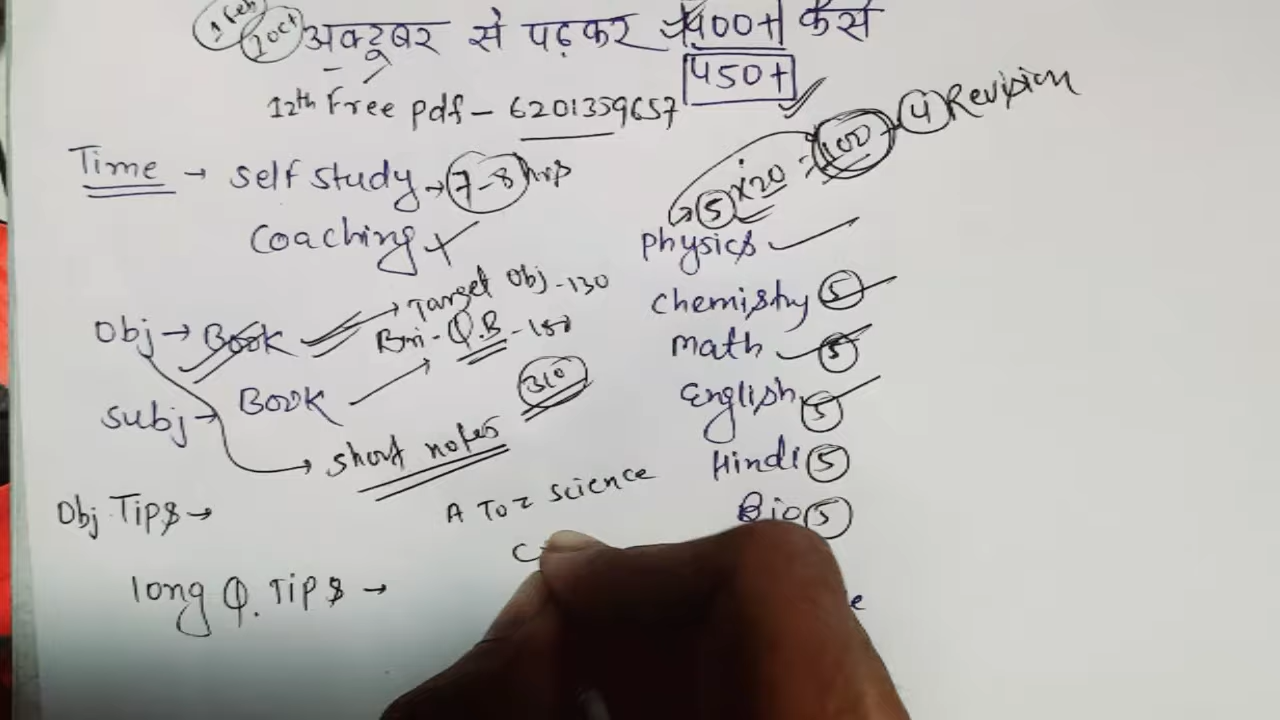 1 Feb
1 Oct
अक्टूबर से पढ़कर 400+ कैसे
450+
12th Free pdf - 6201359657
Time → self study → 7-8 hrs
Coaching ×
5 × 20 = 100 → 4 Revision
Physics
Chemistry 5
Math 5
English 5
Hindi 5
Bio 5
Obj → Book → Target Obj - 130
Subj → Book Q.B
short notes 310
Obj Tips → A To Z Science
long Q. Tips →